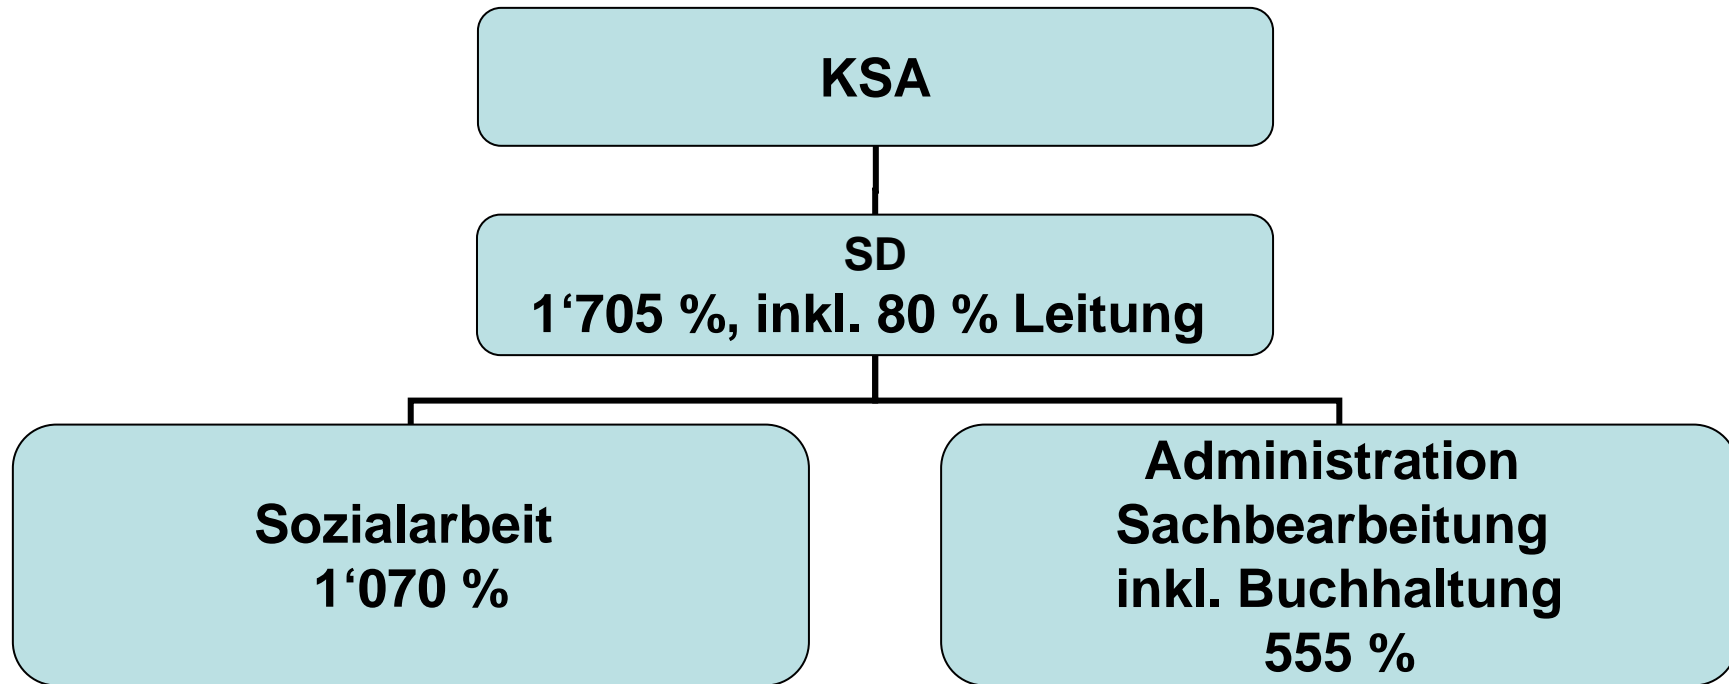 KSA
SD
1‘705 %, inkl. 80 % Leitung
Sozialarbeit
1‘070 %
Administration
Sachbearbeitung
inkl. Buchhaltung
555 %